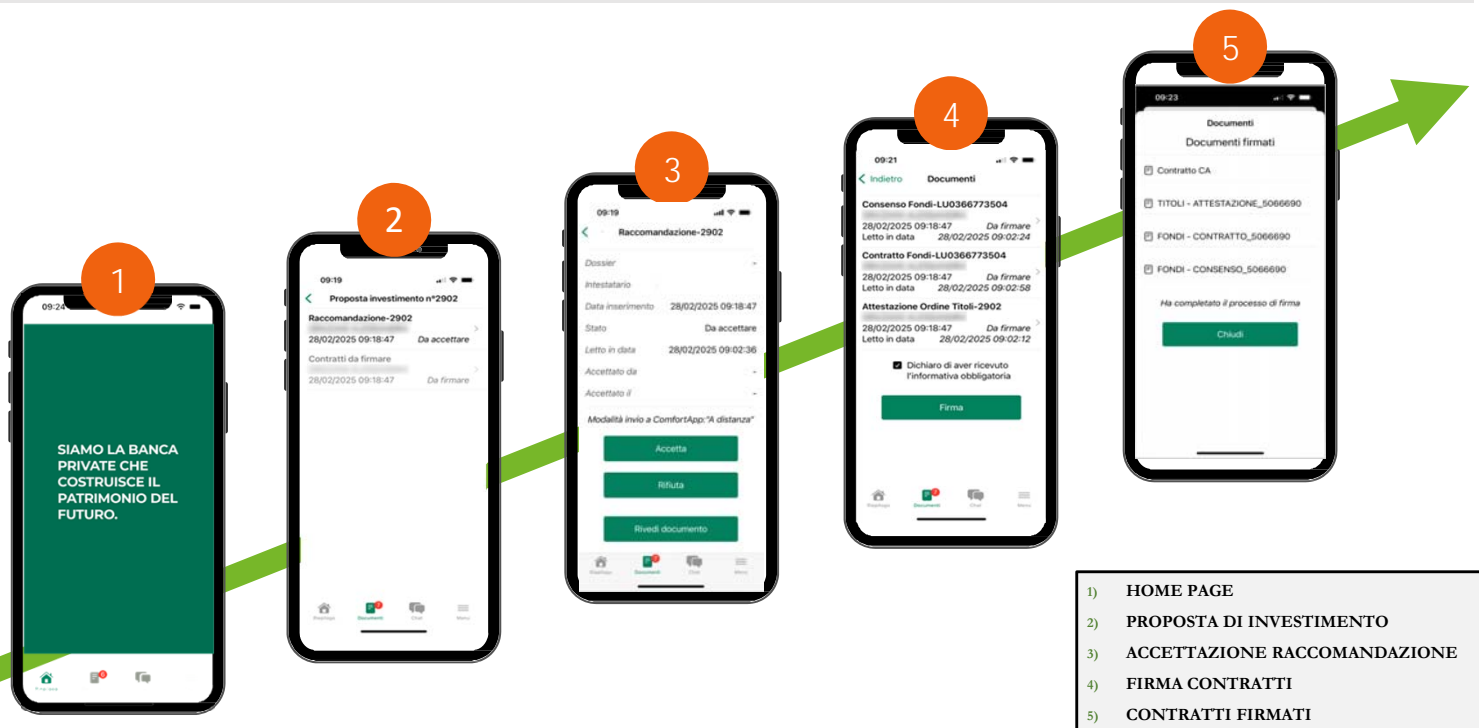 1
09:24
SIAMO LA BANCA
PRIVATE CHE
COSTRUISCE IL
PATRIMONIO DEL
FUTURO.
2
09:19
Proposta investimento n°2902
Raccomandazione-2902
28/02/2025 09:18:47 Da accettare
Contratti da firmare
28/02/2025 09:18:47 Da firmare
Documenti
Chat
Menu
3
09:19
Raccomandazione-2902
Dossier -
Intestatario
Data inserimento 28/02/2025 09:18:47
Stato Da accettare
Letto in data 28/02/2025 09:02:36
Accettato da -
Accettato il -
Modalità invio a ComfortApp:"A distanza"
Accetta
Rifiuta
Rivedi documento
Documenti
Chat
Menu
4
09:21
Indietro Documenti
Consenso Fondi-LU0366773504
28/02/2025 09:18:47 Da firmare
Letto in data 28/02/2025 09:02:24
Contratto Fondi-LU0366773504
28/02/2025 09:18:47 Da firmare
Letto in data 28/02/2025 09:02:58
Attestazione Ordine Titoli-2902
28/02/2025 09:18:47 Da firmare
Letto in data 28/02/2025 09:02:12
Dichiaro di aver ricevuto
l'informativa obbligatoria
Firma
Documenti
Chat
Menu
5
09:23
Documenti
Documenti firmati
Contratto CA
TITOLI - ATTESTAZIONE_5066690
FONDI - CONTRATTO_5066690
FONDI - CONSENSO_5066690
Ha completato il processo di firma
Chiudi
1) HOME PAGE
2) PROPOSTA DI INVESTIMENTO
3) ACCETTAZIONE RACCOMANDAZIONE
4) FIRMA CONTRATTI
5) CONTRATTI FIRMATI